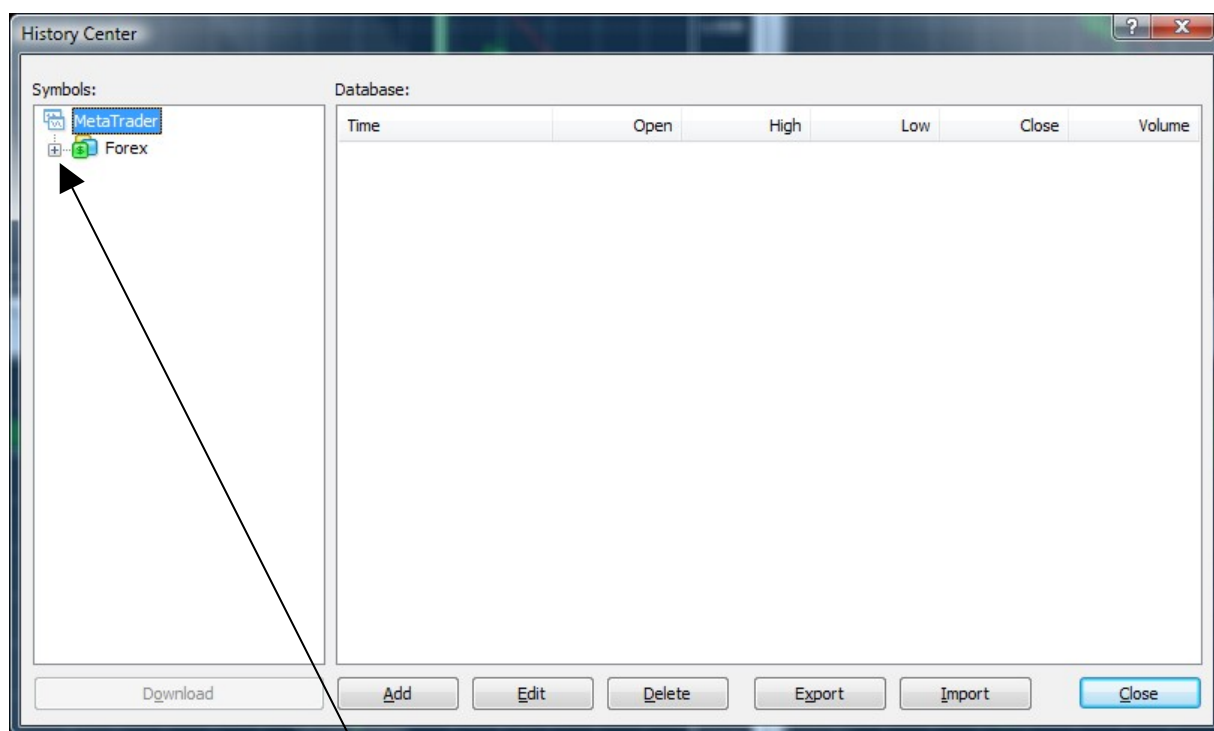 History Center
Symbols:
Database:
MetaTrader
Forex
Time Open High Low Close Volume
Download Add Edit Delete Export Import Close